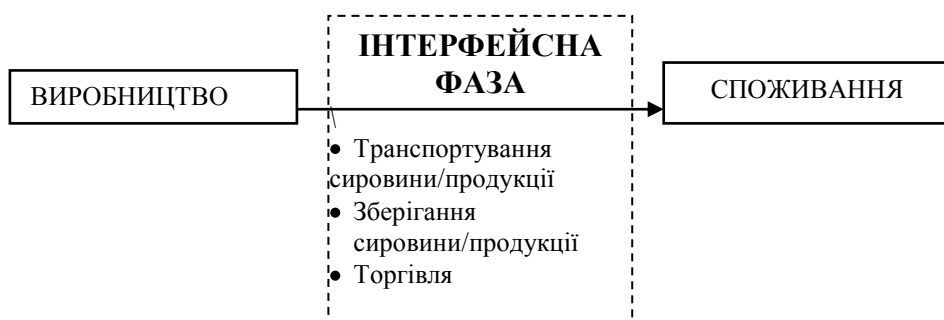 ІНТЕРФЕЙСНА
ФАЗА
ВИРОБНИЦТВО
СПОЖИВАННЯ
• Транспортування
сировини/продукції
• Зберігання
сировини/продукції
• Торгівля